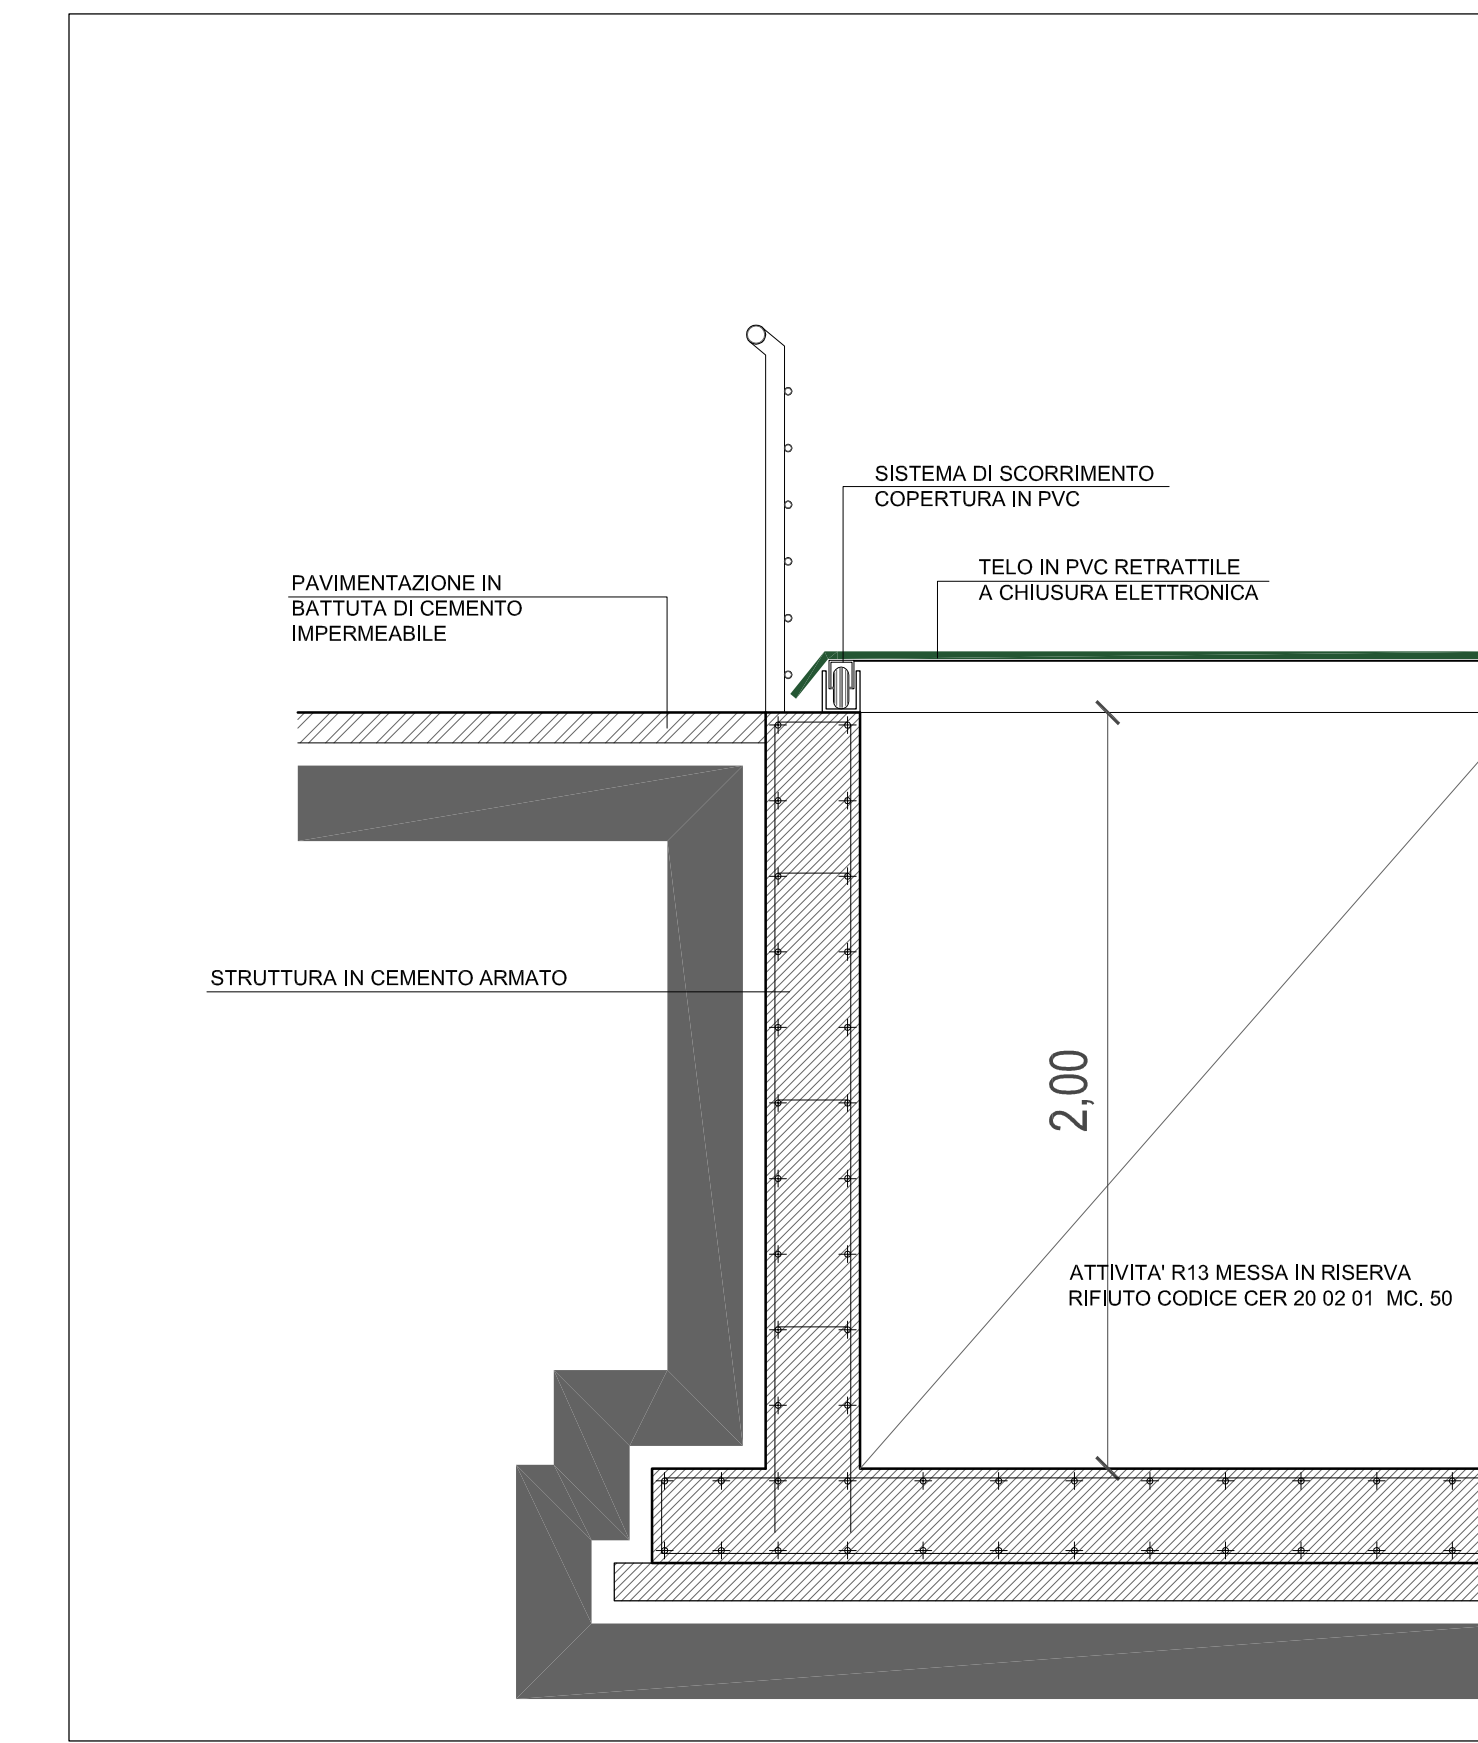 SISTEMA DI SCORRIMENTO
COPERTURA IN PVC
TELO IN PVC RETRATTILE
A CHIUSURA ELETTRONICA
PAVIMENTAZIONE IN
BATTUTA DI CEMENTO
IMPERMEABILE
STRUTTURA IN CEMENTO ARMATO
2,00
ATTIVITA' R13 MESSA IN RISERVA
RIFIUTO CODICE CER 20 02 01 MC. 50